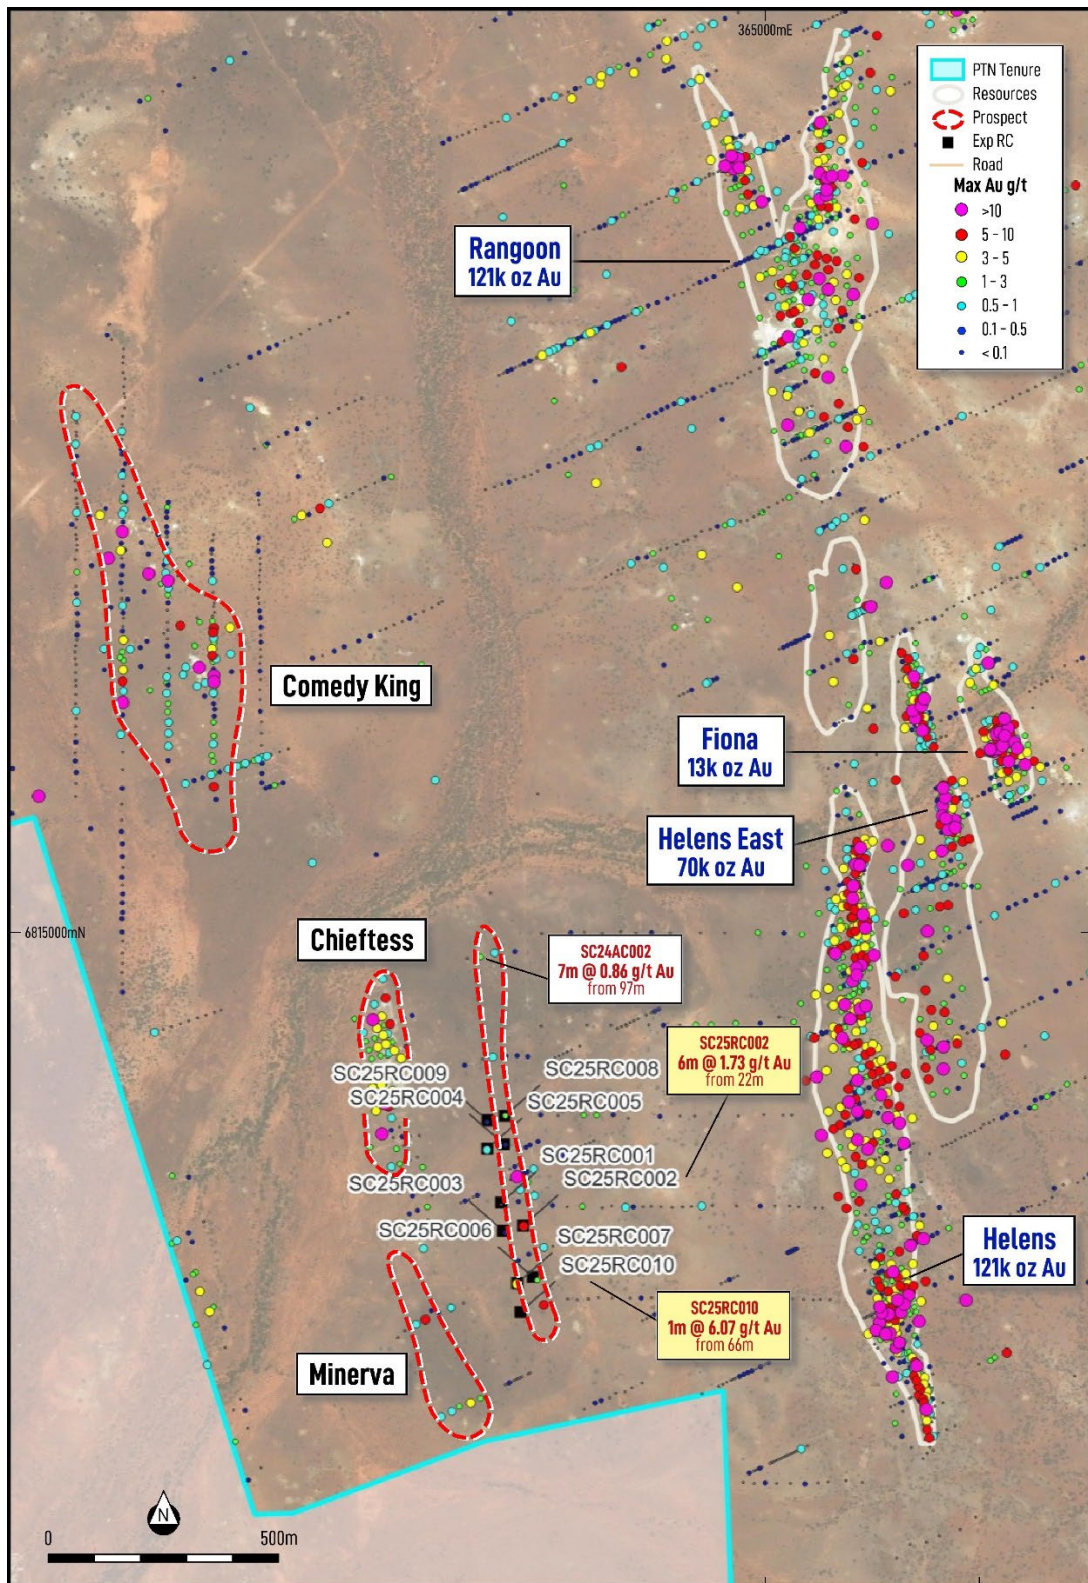 365000mE
PTN Tenure
Resources
Prospect
Exp RC
Road
Max Au g/t
>10
5 – 10
3 – 5
1 – 3
0.5 – 1
0.1 – 0.5
< 0.1
Rangoon
121k oz Au
Comedy King
Fiona
13k oz Au
Helens East
70k oz Au
6815000mN
Chieftess
SC24AC002
7m @ 0.86 g/t Au
from 97m
SC25RC002
6m @ 1.73 g/t Au
from 22m
SC25RC009
SC25RC008
SC25RC004
SC25RC005
SC25RC001
SC25RC003
SC25RC002
SC25RC006
SC25RC007
SC25RC010
Helens
121k oz Au
SC25RC010
1m @ 6.07 g/t Au
from 66m
Minerva
N
0
500m